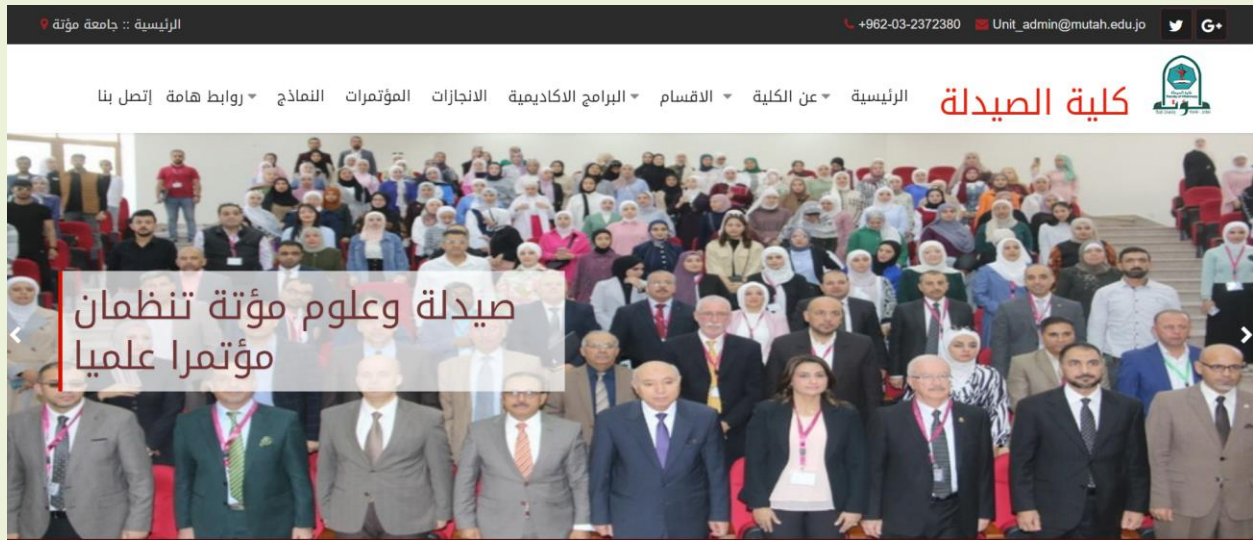 الرئيسية :: جامعة مؤتة
+962-03-2372380
Unit_admin@mutah.edu.jo
G+
كلية الصيدلة
الرئيسية
عن الكلية
الاقسام
البرامج الاكاديمية
الانجازات
المؤتمرات
النماذج
روابط هامة
إتصل بنا
صيدلة وعلوم مؤتة تنظمان
مؤتمرا علميا